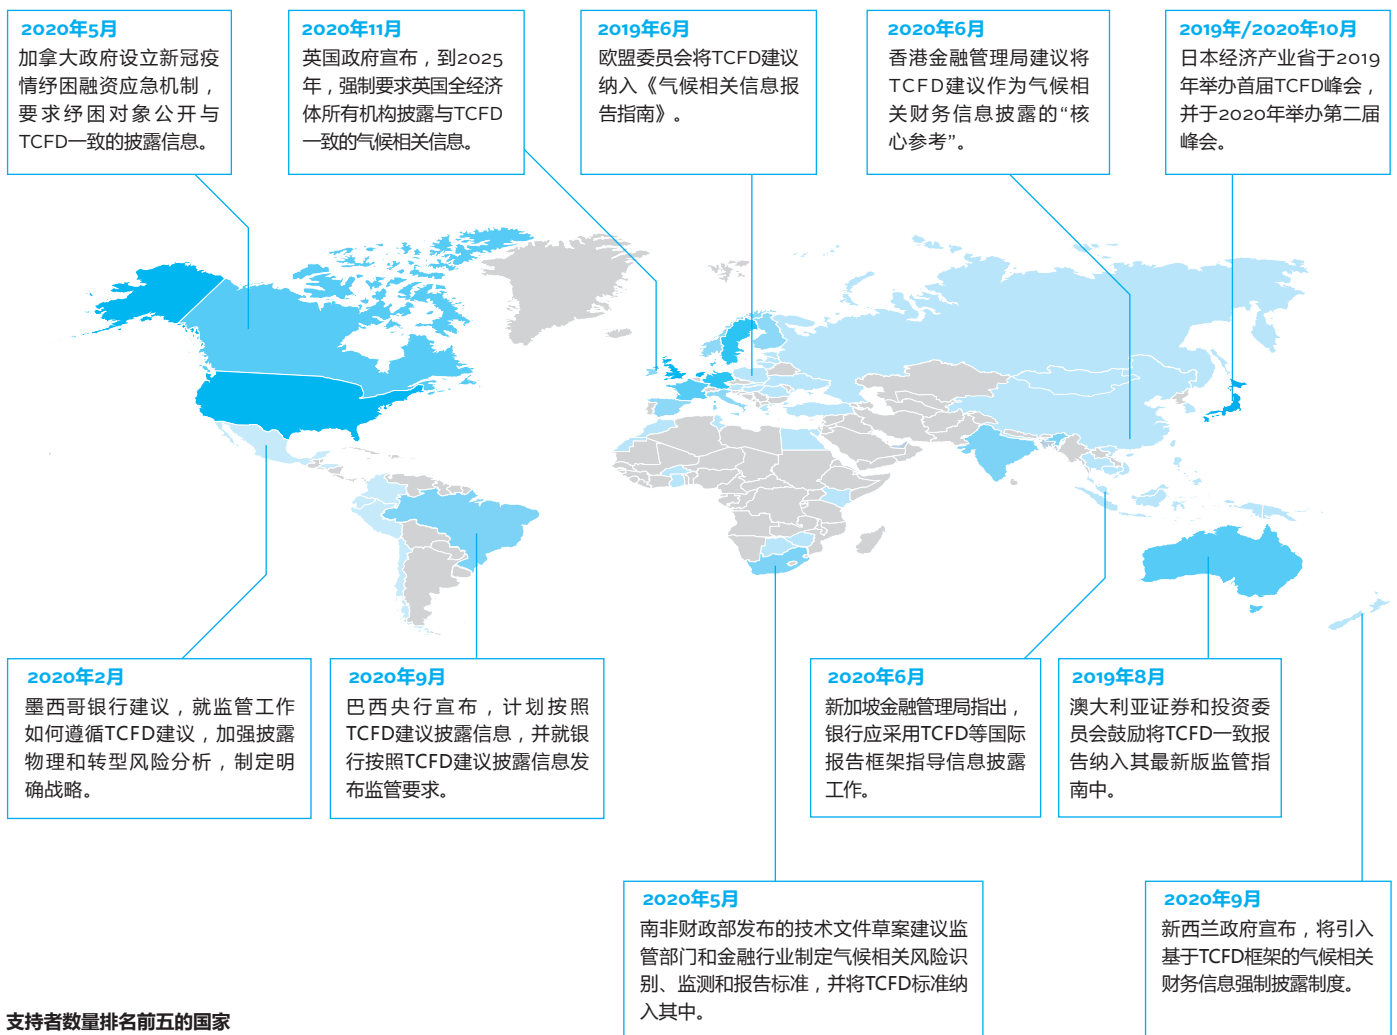 2020年5月
加拿大政府设立新冠疫
情纾困融资应急机制，
要求纾困对象公开与
TCFD一致的披露信息。
2020年11月
英国政府宣布，到2025
年，强制要求英国全经济
体所有机构披露与TCFD
一致的气候相关信息。
2019年6月
欧盟委员会将TCFD建议
纳入《气候相关信息报
告指南》。
2020年6月
香港金融管理局建议将
TCFD建议作为气候相
关财务信息披露的“核
心参考”。
2019年/2020年10月
日本经济产业省于2019
年举办首届TCFD峰会，
并于2020年举办第二届
峰会。
2020年2月
墨西哥银行建议，就监管工作
如何遵循TCFD建议，加强披露
物理和转型风险分析，制定明
确战略。
2020年9月
巴西央行宣布，计划按照
TCFD建议披露信息，并就银
行按照TCFD建议披露信息发
布监管要求。
2020年6月
新加坡金融管理局指出，
银行应采用TCFD等国际
报告框架指导信息披露
工作。
2019年8月
澳大利亚证券和投资委
员会鼓励将TCFD一致报
告纳入其最新版监管指
南中。
2020年5月
南非财政部发布的技术文件草案建议监
管部门和金融行业制定气候相关风险识
别、监测和报告标准，并将TCFD标准纳
入其中。
2020年9月
新西兰政府宣布，将引入
基于TCFD框架的气候相关
财务信息强制披露制度。
支持者数量排名前五的国家